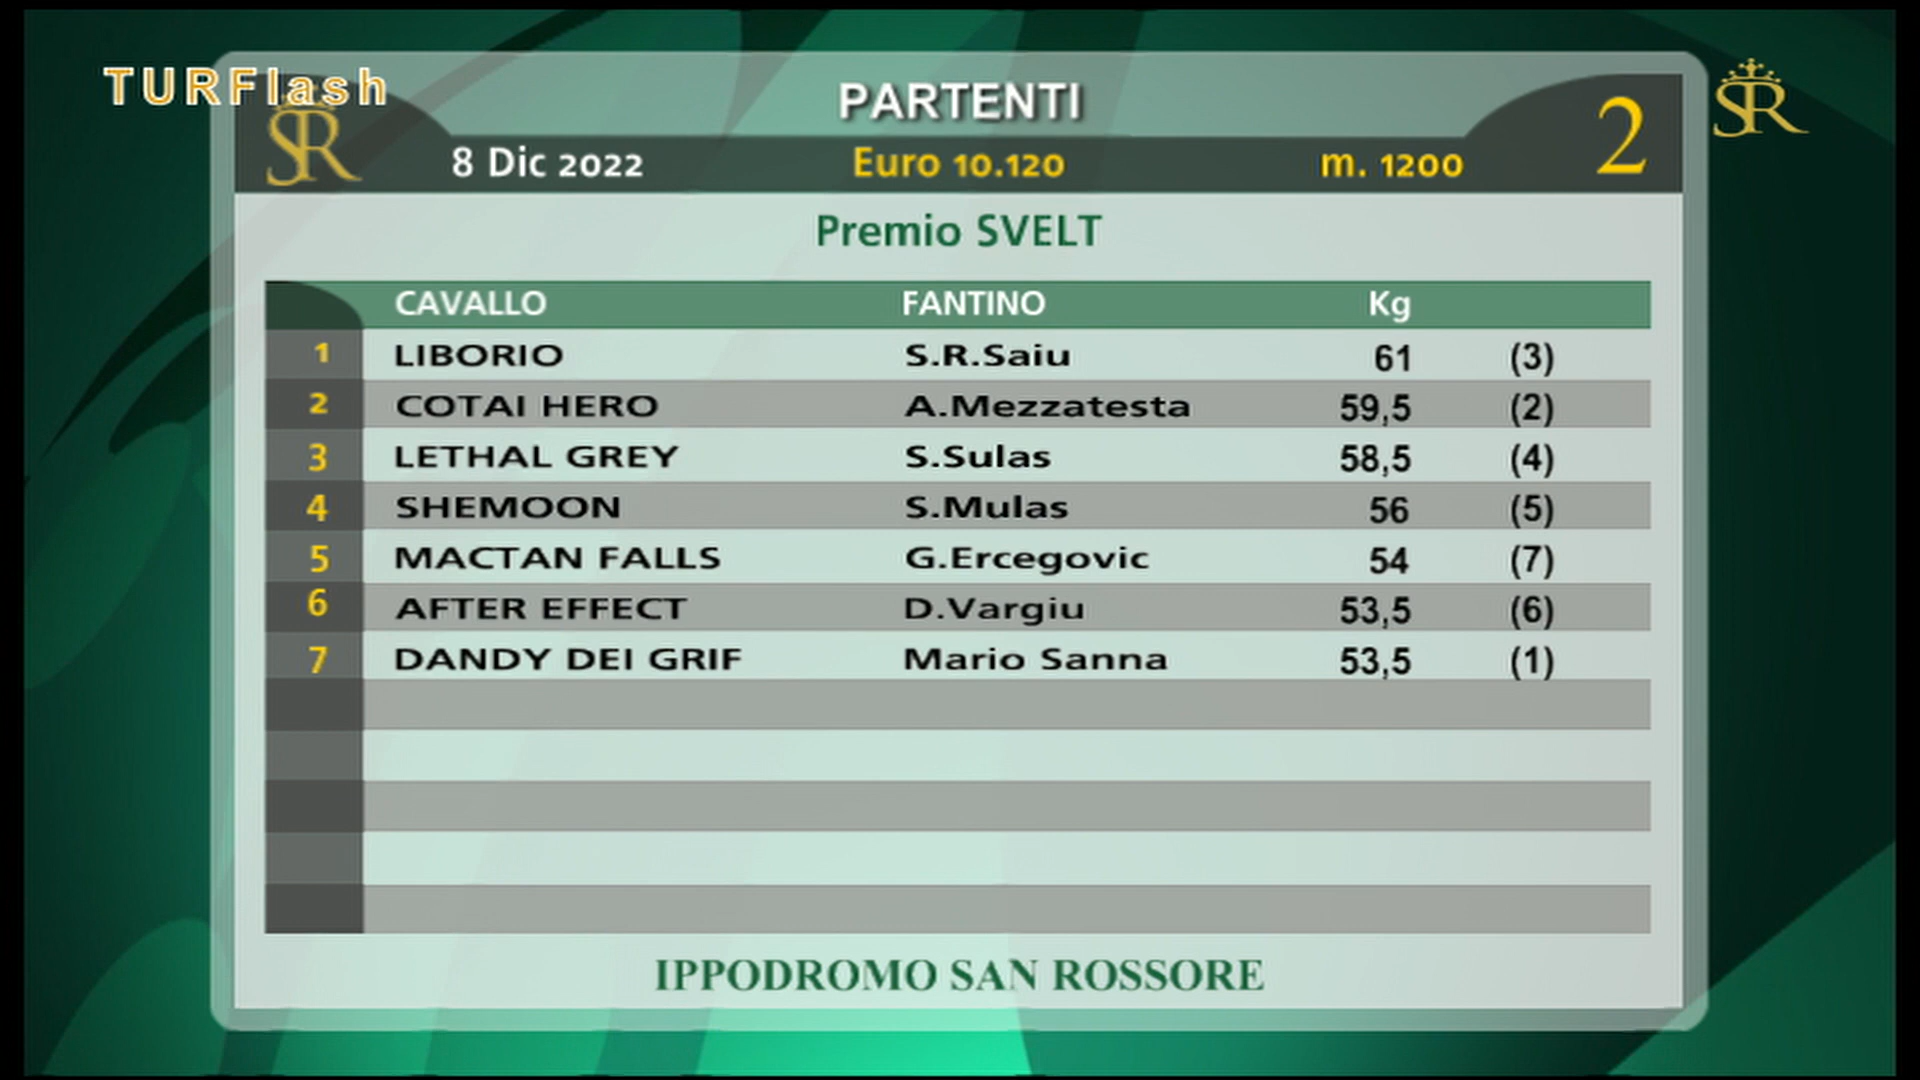 TURFlash
PARTENTI
SR 8 Dic 2022 Euro 10.120 m. 1200 2 SR
Premio SVELT
CAVALLO FANTINO Kg
1 LIBORIO S.R.Saiu 61 (3)
2 COTAI HERO A.Mezzatesta 59,5 (2)
3 LETHAL GREY S.Sulas 58,5 (4)
4 SHEMOON S.Mulas 56 (5)
5 MACTAN FALLS G.Ercegovic 54 (7)
6 AFTER EFFECT D.Vargiu 53,5 (6)
7 DANDY DEI GRIF Mario Sanna 53,5 (1)
IPPODROMO SAN ROSSORE